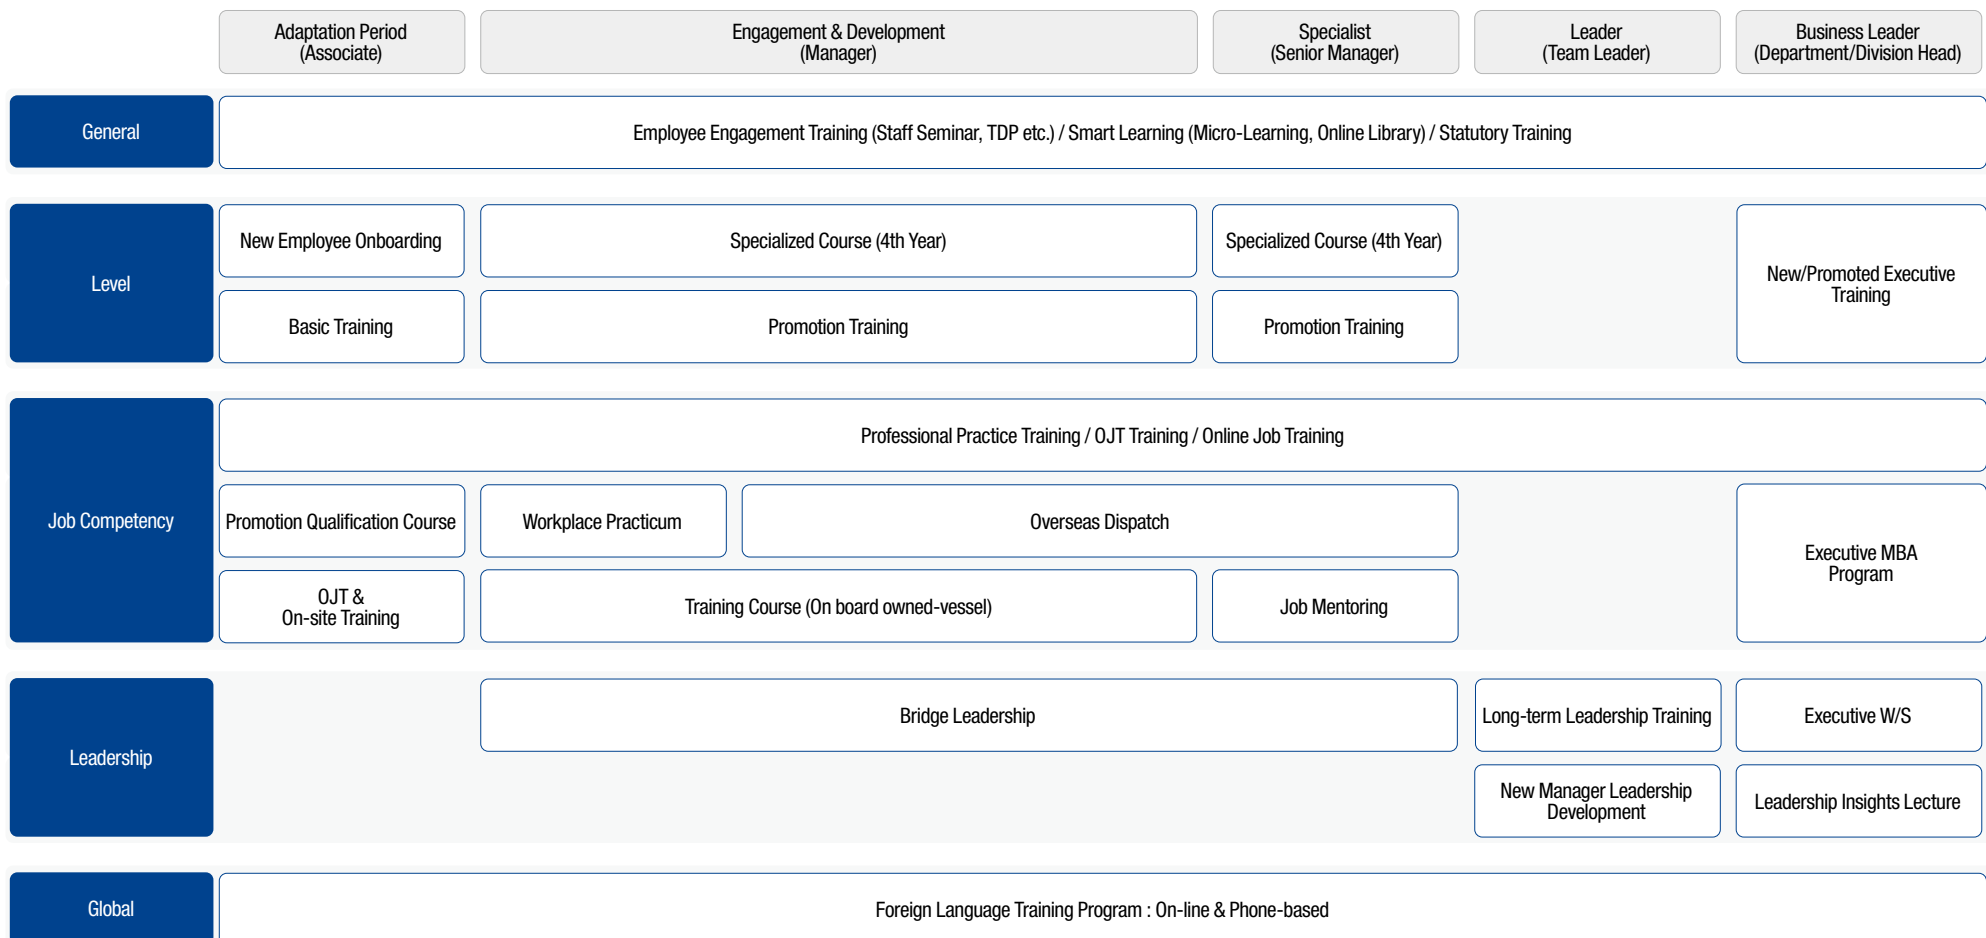 Adaptation Period
(Associate)
Engagement & Development
(Manager)
Specialist
(Senior Manager)
Leader
(Team Leader)
Business Leader
(Department/Division Head)
General
Employee Engagement Training (Staff Seminar, TDP etc.) / Smart Learning (Micro-Learning, Online Library) / Statutory Training
Level
New Employee Onboarding
Specialized Course (4th Year)
Specialized Course (4th Year)
New/Promoted Executive
Training
Basic Training
Promotion Training
Promotion Training
Job Competency
Professional Practice Training / OJT Training / Online Job Training
Promotion Qualification Course
Workplace Practicum
Overseas Dispatch
Executive MBA
Program
OJT &
On-site Training
Training Course (On board owned-vessel)
Job Mentoring
Leadership
Bridge Leadership
Long-term Leadership Training
Executive W/S
New Manager Leadership
Development
Leadership Insights Lecture
Global
Foreign Language Training Program : On-line & Phone-based